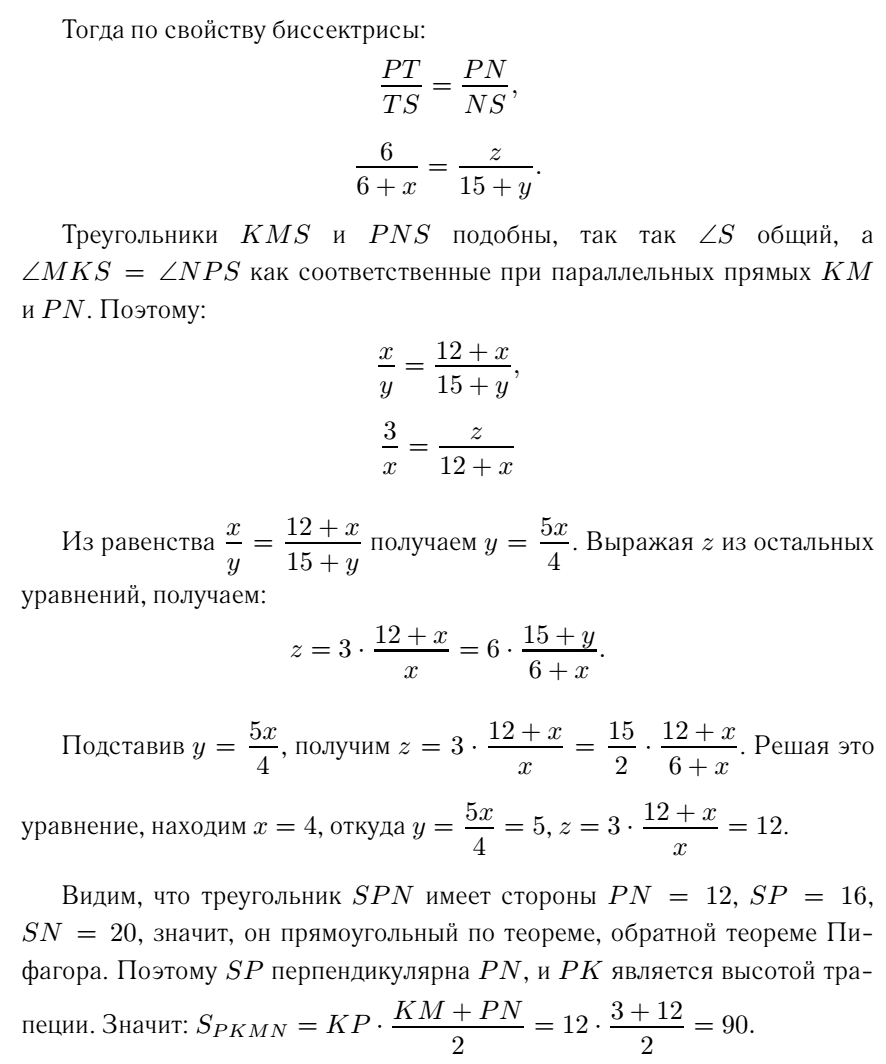 Тогда по свойству биссектрисы:
PT/TS = PN/NS,
6/(6 + x) = z/(15 + y).
Треугольники KMS и PNS подобны, так так ∠S общий, а
∠MKS = ∠NPS как соответственные при параллельных прямых KM
и PN. Поэтому:
x/y = (12 + x)/(15 + y),
3/x = z/(12 + x)
Из равенства x/y = (12 + x)/(15 + y) получаем y = 5x/4. Выражая z из остальных
уравнений, получаем:
z = 3 · (12 + x)/x = 6 · (15 + y)/(6 + x).
Подставив y = 5x/4, получим z = 3 · (12 + x)/x = 15/2 · (12 + x)/(6 + x). Решая это
уравнение, находим x = 4, откуда y = 5x/4 = 5, z = 3 · (12 + x)/x = 12.
Видим, что треугольник SPN имеет стороны PN = 12, SP = 16,
SN = 20, значит, он прямоугольный по теореме, обратной теореме Пи-
фагора. Поэтому SP перпендикулярна PN, и PK является высотой тра-
пеции. Значит: S_{PKMN} = KP · (KM + PN)/2 = 12 · (3 + 12)/2 = 90.